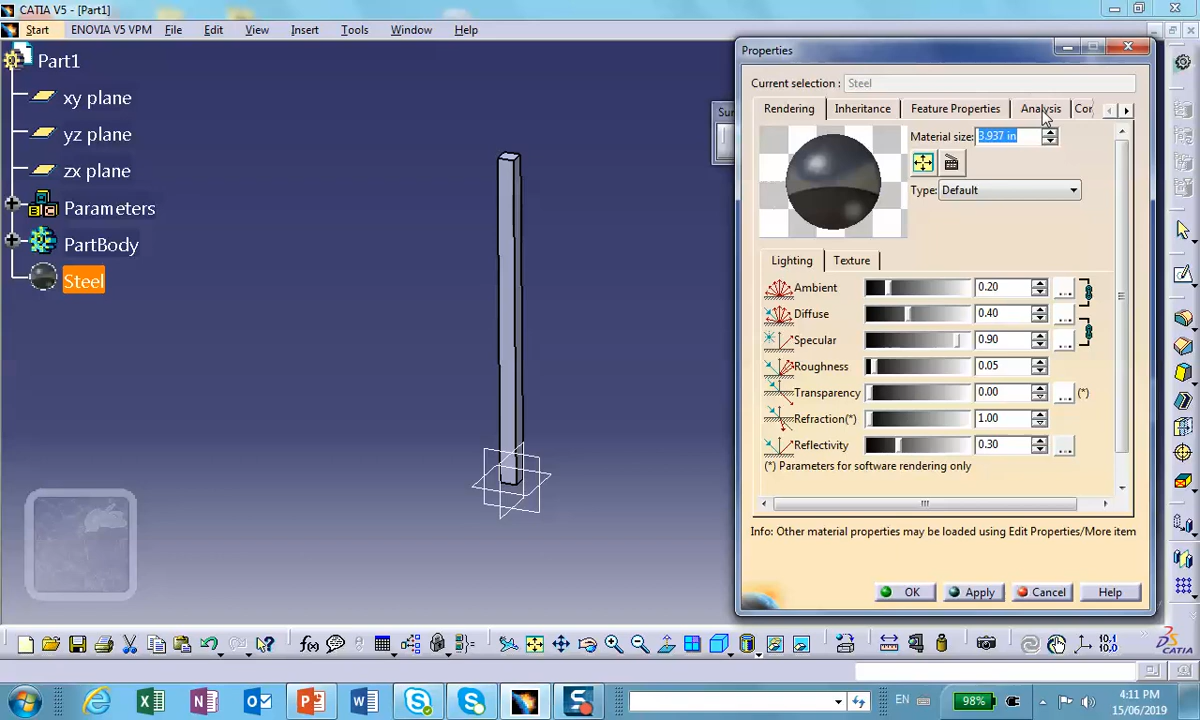 CATIA V5 - [Part1]
Start ENOVIA V5 VPM File Edit View Insert Tools Window Help
Part1
xy plane
yz plane
zx plane
Parameters
PartBody
Steel
Properties
Current selection : Steel
Rendering Inheritance Feature Properties Analysis
Material size: 3.937 in
Type: Default
Lighting Texture
Ambient 0.20
Diffuse 0.40
Specular 0.90
Roughness 0.05
Transparency 0.00 (*)
Refraction(*) 1.00
Reflectivity 0.30
(*) Parameters for software rendering only
Info: Other material properties may be loaded using Edit Properties/More item
OK Apply Cancel Help
10.1
CATIA
EN 98% 4:11 PM
15/06/2019